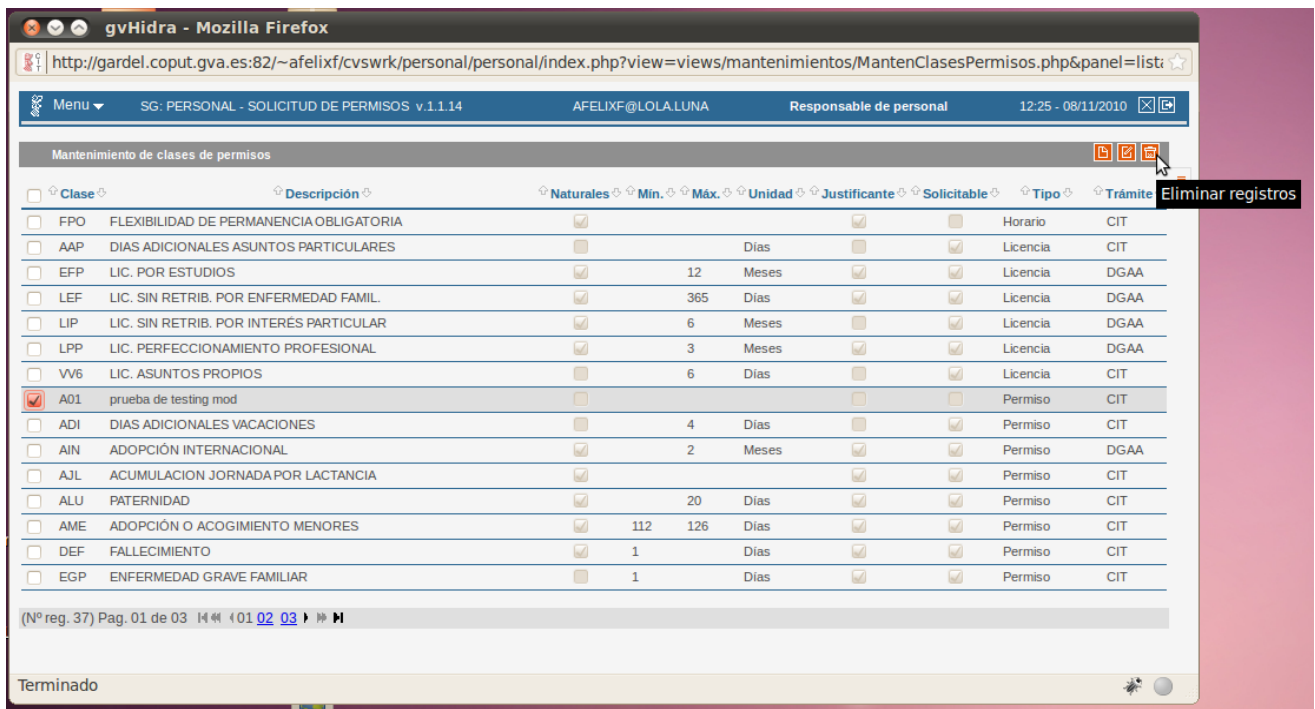 gvHidra - Mozilla Firefox
http://gardel.coput.gva.es:82/~afelixf/cvswrk/personal/personal/index.php?view=views/mantenimientos/MantenClasesPermisos.php&panel=lista
Menu SG: PERSONAL - SOLICITUD DE PERMISOS v.1.1.14 AFELIXF@LOLA.LUNA Responsable de personal 12:25 - 08/11/2010
Mantenimiento de clases de permisos
Clase Descripción Naturales Mín. Máx. Unidad Justificante Solicitable Tipo Trámite
Eliminar registros
FPO FLEXIBILIDAD DE PERMANENCIA OBLIGATORIA Horario CIT
AAP DIAS ADICIONALES ASUNTOS PARTICULARES Días Licencia CIT
EFP LIC. POR ESTUDIOS 12 Meses Licencia DGAA
LEF LIC. SIN RETRIB. POR ENFERMEDAD FAMIL. 365 Días Licencia DGAA
LIP LIC. SIN RETRIB. POR INTERÉS PARTICULAR 6 Meses Licencia DGAA
LPP LIC. PERFECCIONAMIENTO PROFESIONAL 3 Meses Licencia DGAA
VV6 LIC. ASUNTOS PROPIOS 6 Días Licencia CIT
A01 prueba de testing mod Permiso CIT
ADI DIAS ADICIONALES VACACIONES 4 Días Permiso CIT
AIN ADOPCIÓN INTERNACIONAL 2 Meses Permiso DGAA
AJL ACUMULACION JORNADA POR LACTANCIA Permiso CIT
ALU PATERNIDAD 20 Días Permiso CIT
AME ADOPCIÓN O ACOGIMIENTO MENORES 112 126 Días Permiso CIT
DEF FALLECIMIENTO 1 Días Permiso CIT
EGP ENFERMEDAD GRAVE FAMILIAR 1 Días Permiso CIT
(Nº reg. 37) Pag. 01 de 03 01 02 03
Terminado